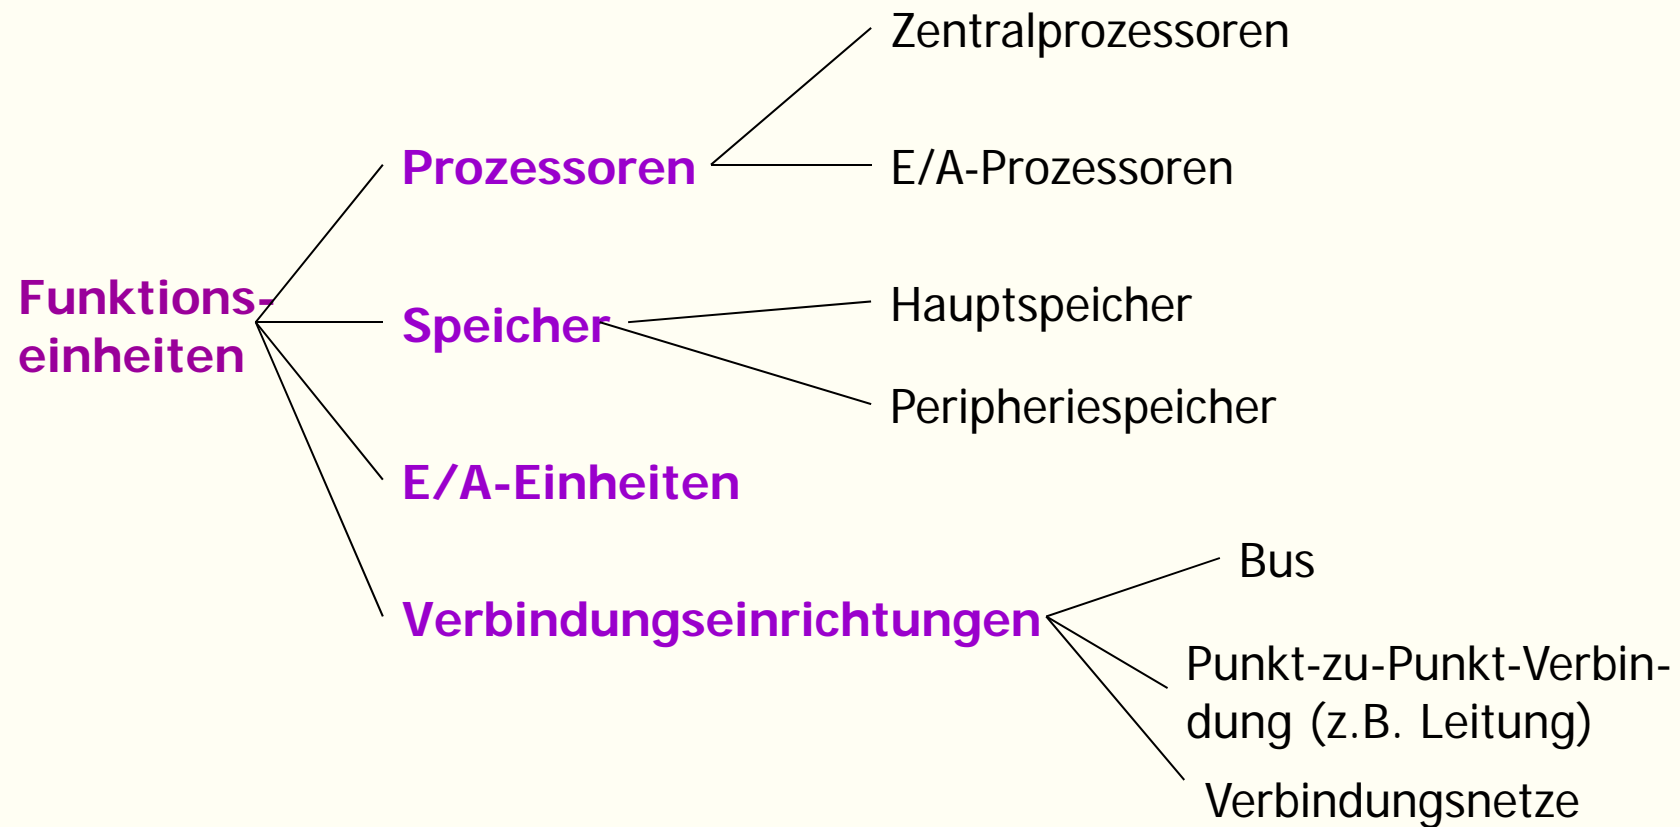 Zentralprozessoren
Prozessoren
E/A-Prozessoren
Funktions-
einheiten
Speicher
Hauptspeicher
Peripheriespeicher
E/A-Einheiten
Verbindungseinrichtungen
Bus
Punkt-zu-Punkt-Verbin-
dung (z.B. Leitung)
Verbindungsnetze